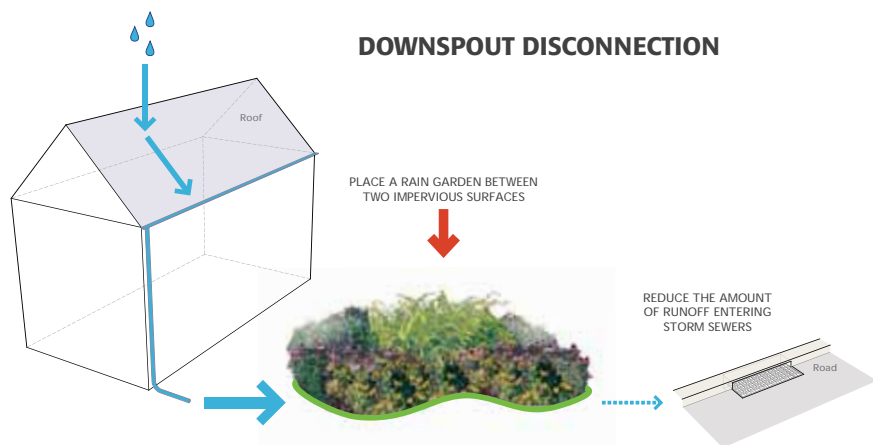 DOWNSPOUT DISCONNECTION
Roof
PLACE A RAIN GARDEN BETWEEN
TWO IMPERVIOUS SURFACES
REDUCE THE AMOUNT
OF RUNOFF ENTERING
STORM SEWERS
Road